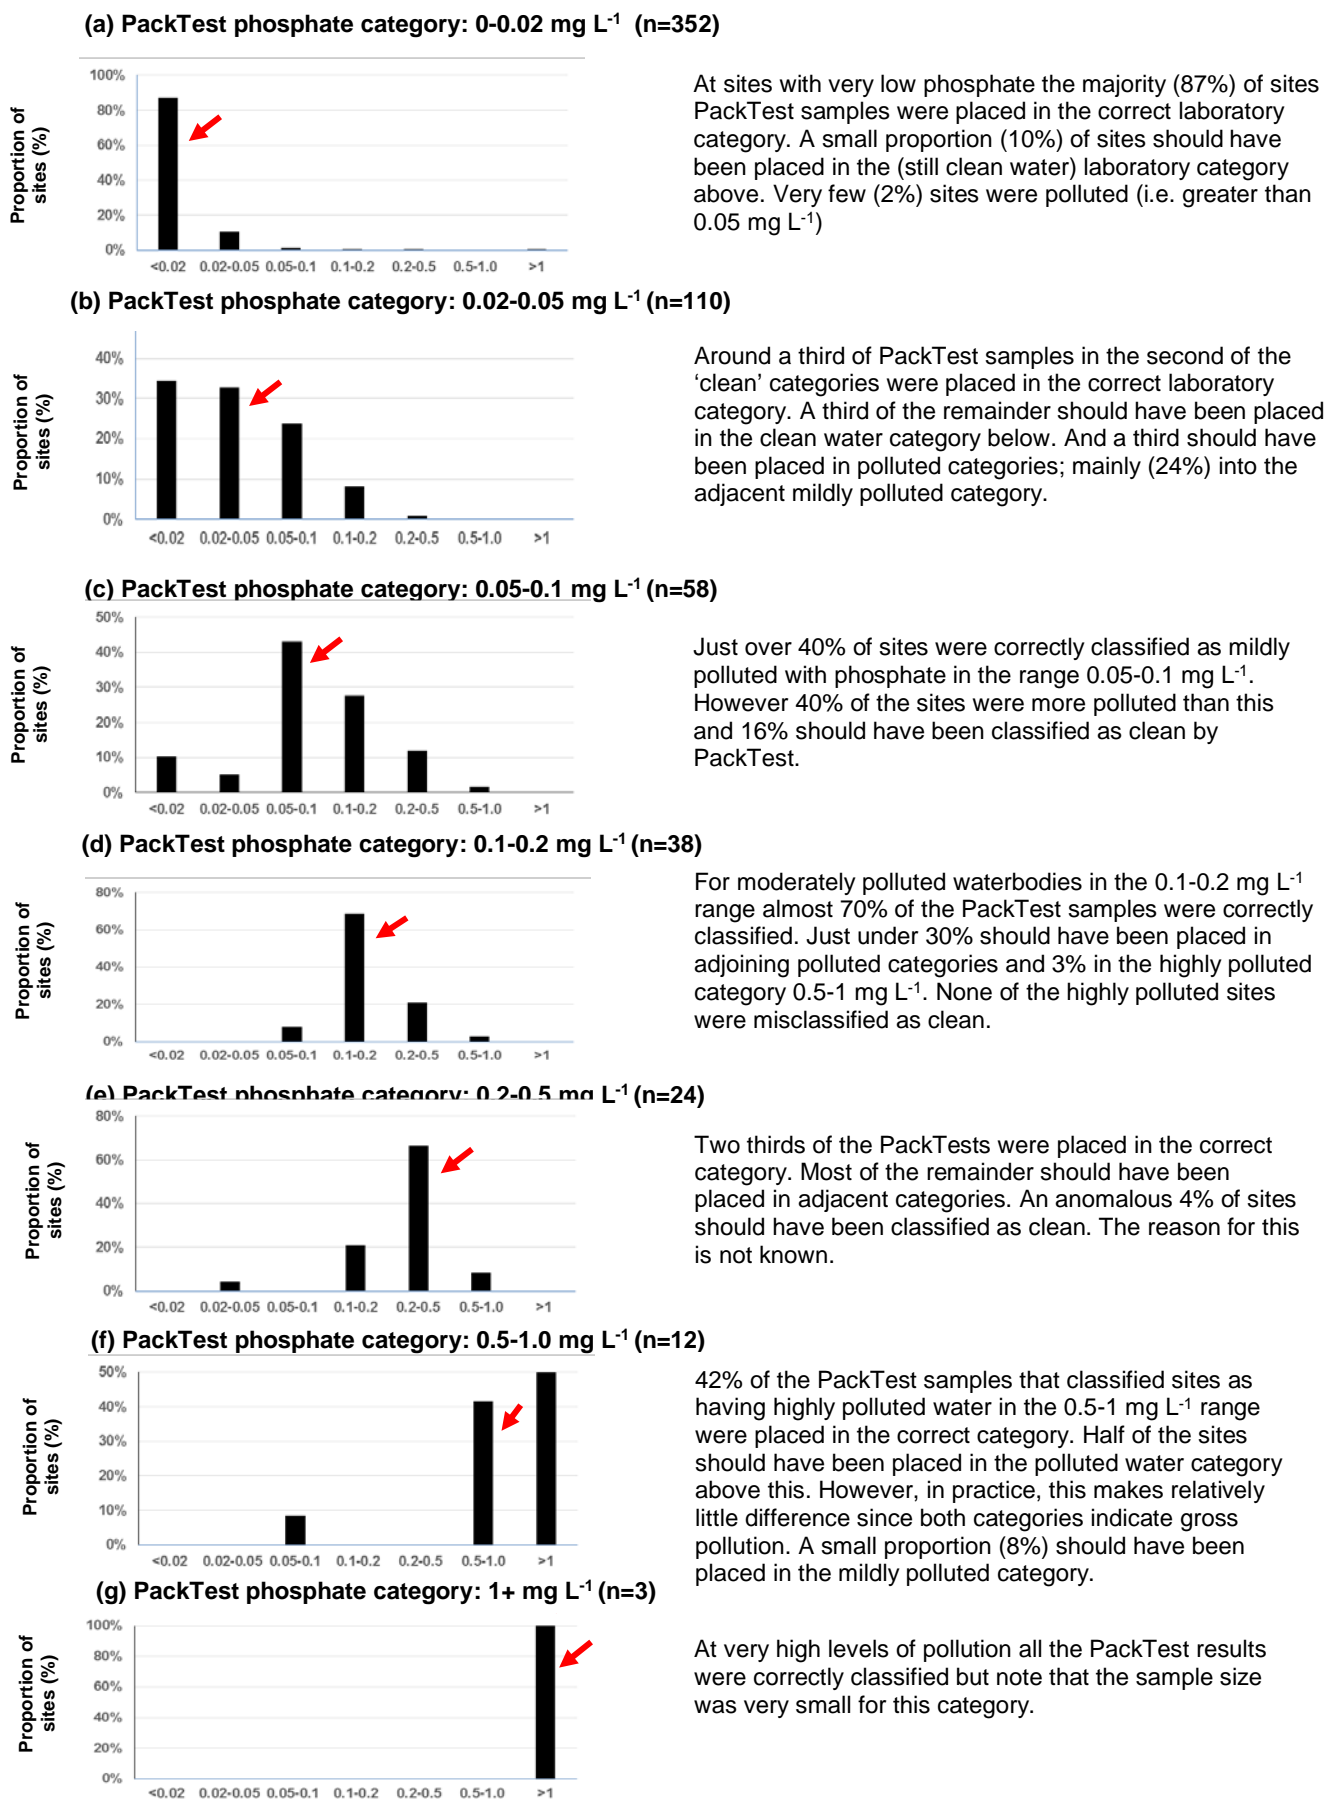 (a) PackTest phosphate category: 0-0.02 mg L-1 (n=352)
Proportion of
sites (%)
100%
80%
60%
40%
20%
0%
<0.02 0.02-0.05 0.05-0.1 0.1-0.2 0.2-0.5 0.5-1.0 >1
At sites with very low phosphate the majority (87%) of sites
PackTest samples were placed in the correct laboratory
category. A small proportion (10%) of sites should have
been placed in the (still clean water) laboratory category
above. Very few (2%) sites were polluted (i.e. greater than
0.05 mg L-1)
(b) PackTest phosphate category: 0.02-0.05 mg L-1 (n=110)
Proportion of
sites (%)
40%
30%
20%
10%
0%
<0.02 0.02-0.05 0.05-0.1 0.1-0.2 0.2-0.5 0.5-1.0 >1
Around a third of PackTest samples in the second of the
‘clean’ categories were placed in the correct laboratory
category. A third of the remainder should have been placed
in the clean water category below. And a third should have
been placed in polluted categories; mainly (24%) into the
adjacent mildly polluted category.
(c) PackTest phosphate category: 0.05-0.1 mg L-1 (n=58)
Proportion of
sites (%)
50%
40%
30%
20%
10%
0%
<0.02 0.02-0.05 0.05-0.1 0.1-0.2 0.2-0.5 0.5-1.0 >1
Just over 40% of sites were correctly classified as mildly
polluted with phosphate in the range 0.05-0.1 mg L-1.
However 40% of the sites were more polluted than this
and 16% should have been classified as clean by
PackTest.
(d) PackTest phosphate category: 0.1-0.2 mg L-1 (n=38)
Proportion of
sites (%)
80%
60%
40%
20%
0%
<0.02 0.02-0.05 0.05-0.1 0.1-0.2 0.2-0.5 0.5-1.0 >1
For moderately polluted waterbodies in the 0.1-0.2 mg L-1
range almost 70% of the PackTest samples were correctly
classified. Just under 30% should have been placed in
adjoining polluted categories and 3% in the highly polluted
category 0.5-1 mg L-1. None of the highly polluted sites
were misclassified as clean.
(e) PackTest phosphate category: 0.2-0.5 mg L-1 (n=24)
Proportion of
sites (%)
80%
60%
40%
20%
0%
<0.02 0.02-0.05 0.05-0.1 0.1-0.2 0.2-0.5 0.5-1.0 >1
Two thirds of the PackTests were placed in the correct
category. Most of the remainder should have been
placed in adjacent categories. An anomalous 4% of sites
should have been classified as clean. The reason for this
is not known.
(f) PackTest phosphate category: 0.5-1.0 mg L-1 (n=12)
Proportion of
sites (%)
50%
40%
30%
20%
10%
0%
<0.02 0.02-0.05 0.05-0.1 0.1-0.2 0.2-0.5 0.5-1.0 >1
42% of the PackTest samples that classified sites as
having highly polluted water in the 0.5-1 mg L-1 range
were placed in the correct category. Half of the sites
should have been placed in the polluted water category
above this. However, in practice, this makes relatively
little difference since both categories indicate gross
pollution. A small proportion (8%) should have been
placed in the mildly polluted category.
(g) PackTest phosphate category: 1+ mg L-1 (n=3)
Proportion of
sites (%)
100%
80%
60%
40%
20%
0%
<0.02 0.02-0.05 0.05-0.1 0.1-0.2 0.2-0.5 0.5-1.0 >1
At very high levels of pollution all the PackTest results
were correctly classified but note that the sample size
was very small for this category.